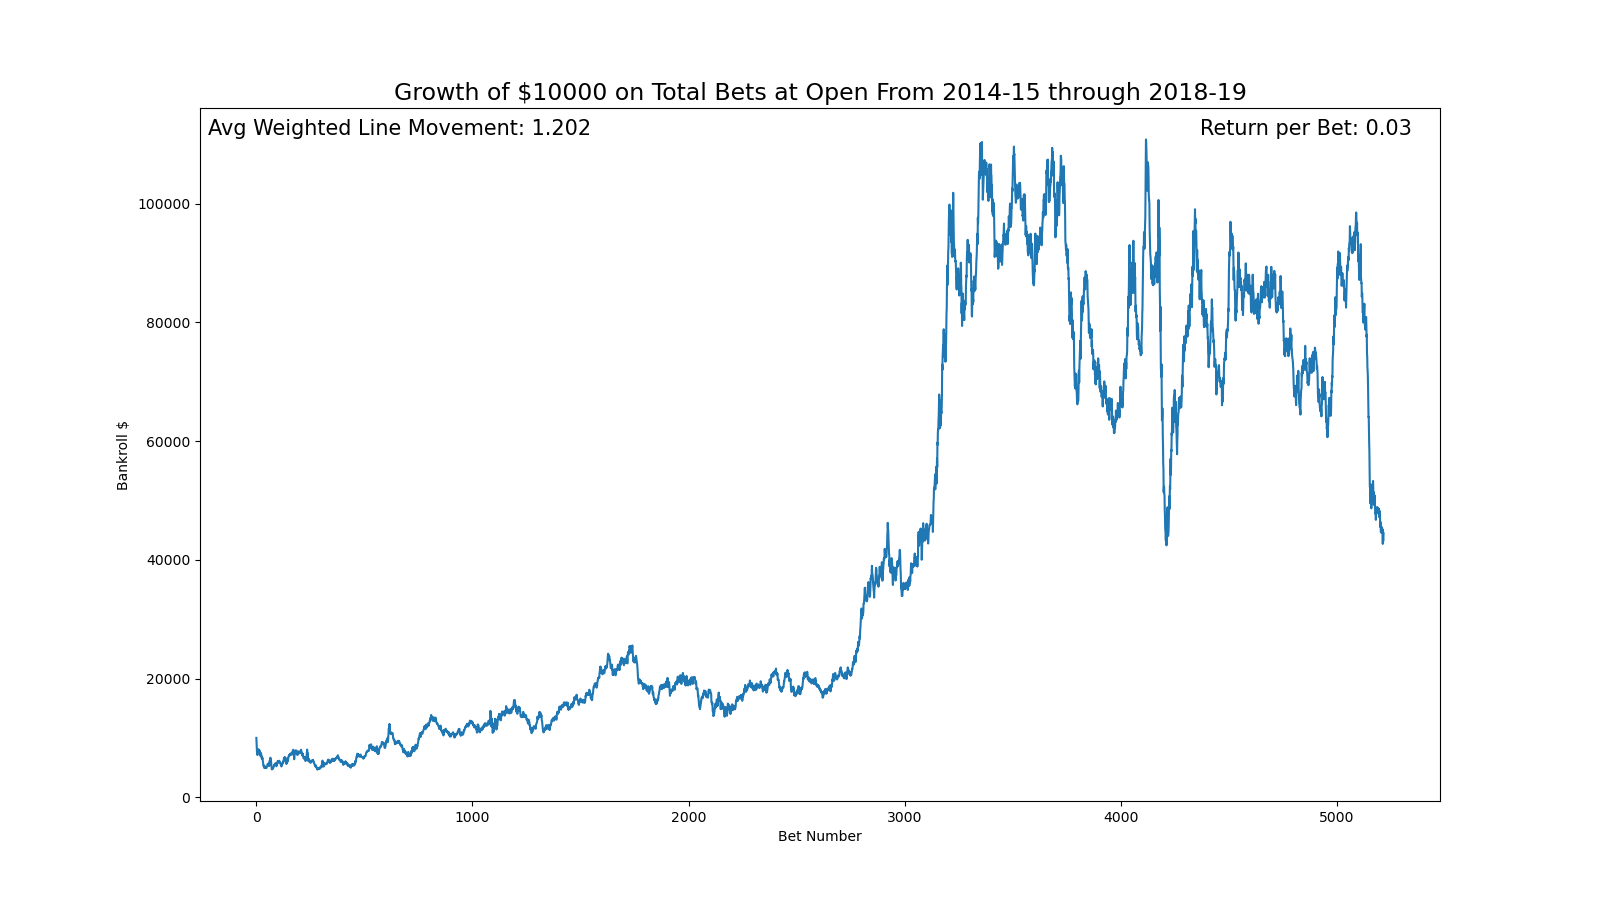 Growth of $10000 on Total Bets at Open From 2014-15 through 2018-19
Avg Weighted Line Movement: 1.202
Return per Bet: 0.03
100000
80000
60000
40000
20000
0
Bankroll $
0 1000 2000 3000 4000 5000
Bet Number